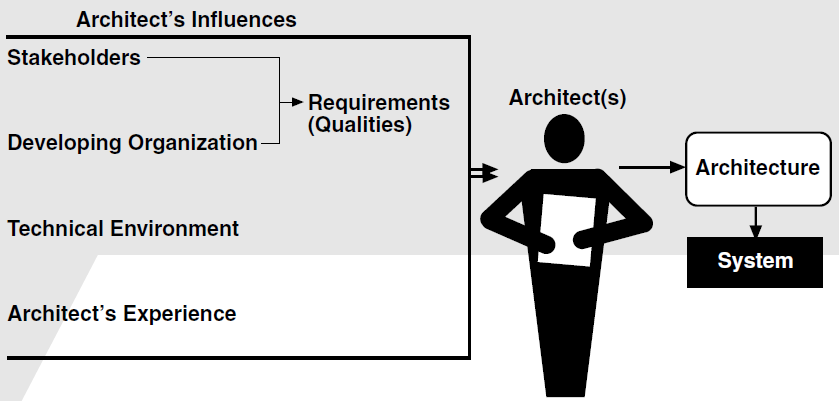 Architect's Influences
Stakeholders
Requirements
(Qualities)
Developing Organization
Technical Environment
Architect's Experience
Architect(s)
Architecture
System